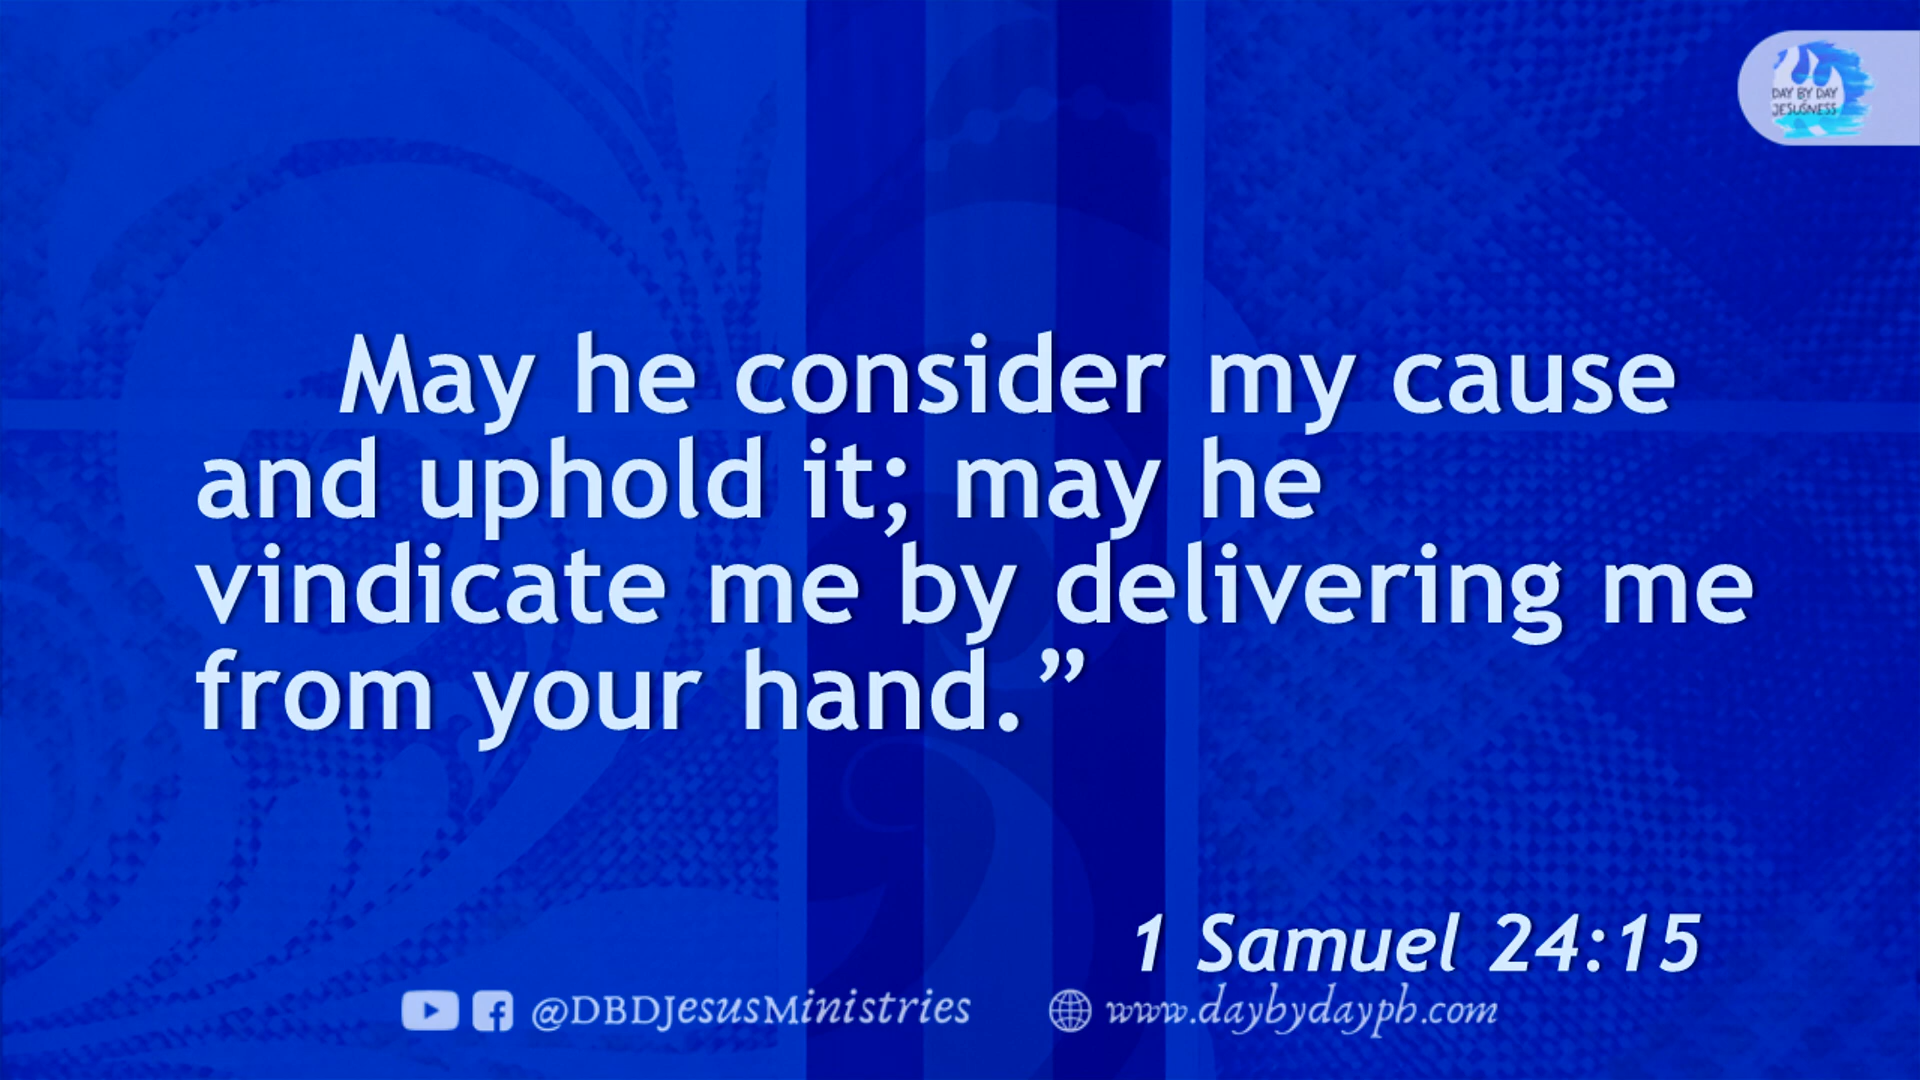 DAY BY DAY
JESUSNESS
May he consider my cause
and uphold it; may he
vindicate me by delivering me
from your hand.”
1 Samuel 24:15
@DBDJesusMinistries www.daybydayph.com